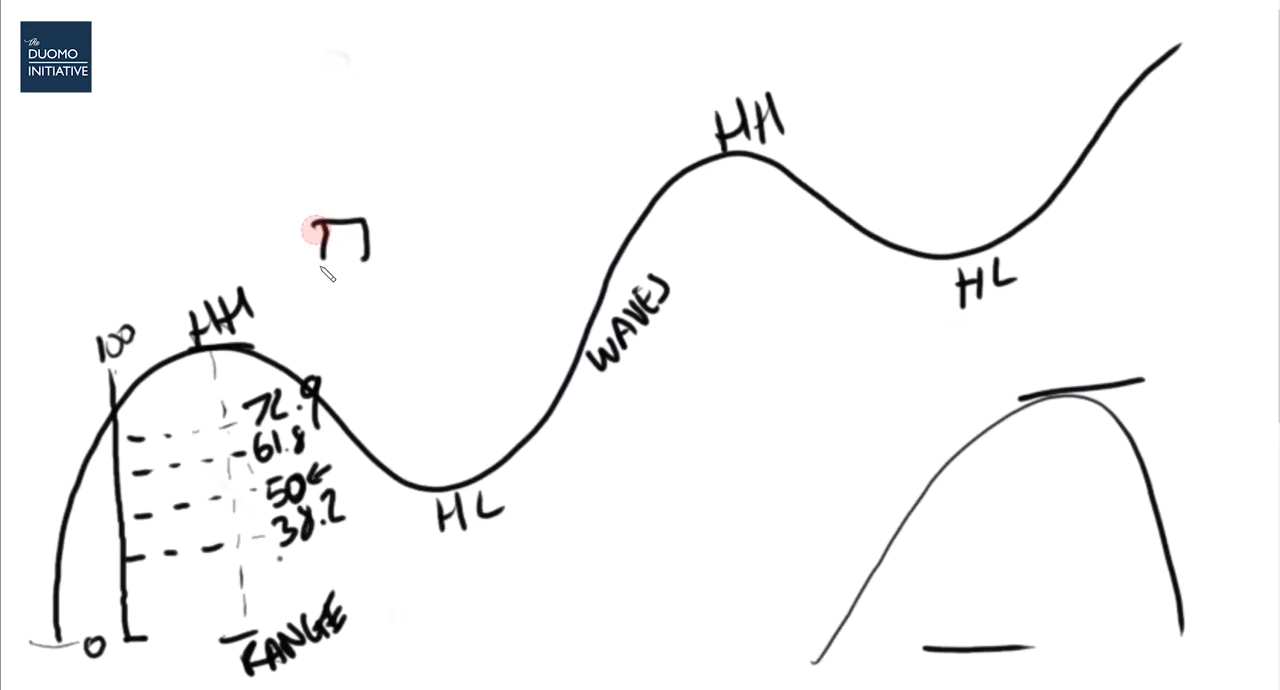 the
DUOMO
INITIATIVE
HH
HH
HL
WAVES
100
72.9
61.8
50
38.2
HL
0
RANGE